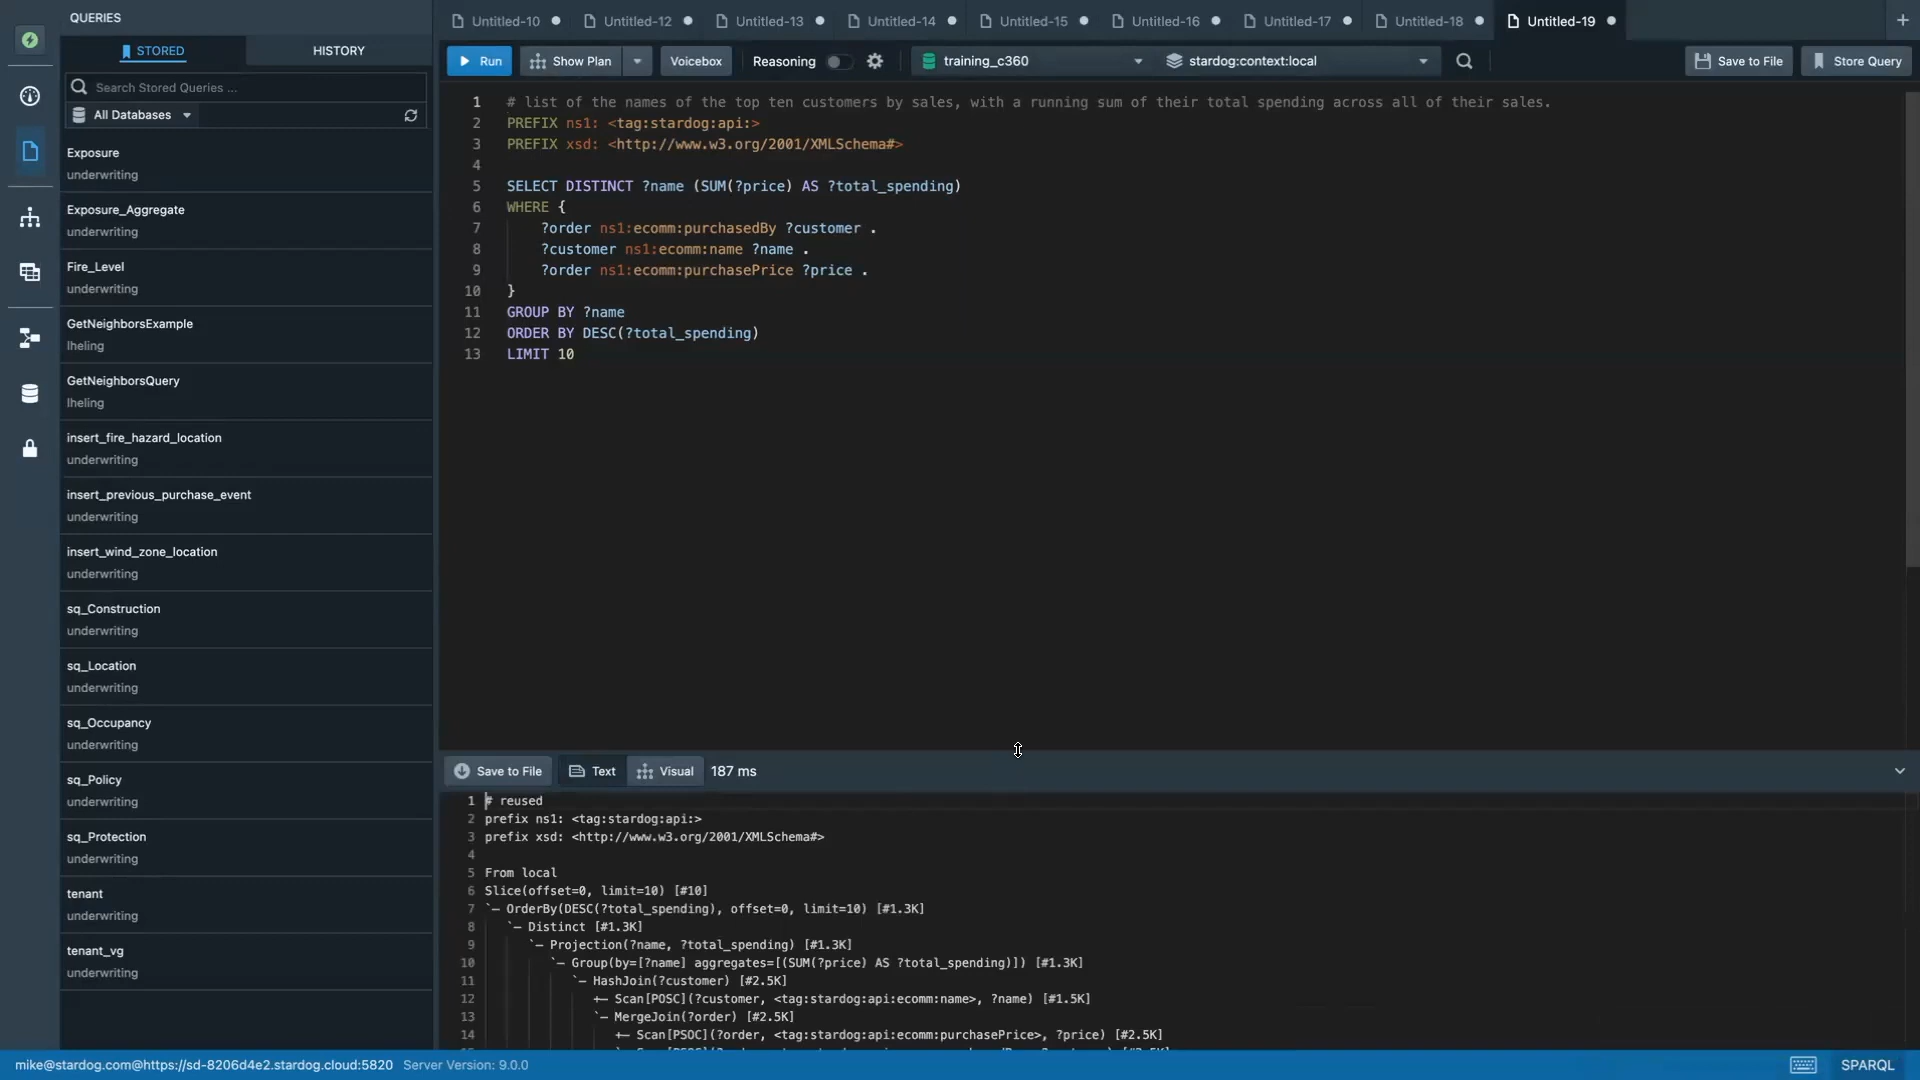 QUERIES
STORED
HISTORY
Search Stored Queries ...
All Databases
Exposure
underwriting
Exposure_Aggregate
underwriting
Fire_Level
underwriting
GetNeighborsExample
lheling
GetNeighborsQuery
lheling
insert_fire_hazard_location
underwriting
insert_previous_purchase_event
underwriting
insert_wind_zone_location
underwriting
sq_Construction
underwriting
sq_Location
underwriting
sq_Occupancy
underwriting
sq_Policy
underwriting
sq_Protection
underwriting
tenant
underwriting
tenant_vg
underwriting
Untitled-10 Untitled-12 Untitled-13 Untitled-14 Untitled-15 Untitled-16 Untitled-17 Untitled-18 Untitled-19
Run Show Plan Voicebox Reasoning training_c360 stardog:context:local Save to File Store Query
1 # list of the names of the top ten customers by sales, with a running sum of their total spending across all of their sales.
2 PREFIX ns1: <tag:stardog:api:>
3 PREFIX xsd: <http://www.w3.org/2001/XMLSchema#>
4
5 SELECT DISTINCT ?name (SUM(?price) AS ?total_spending)
6 WHERE {
7 ?order ns1:ecomm:purchasedBy ?customer .
8 ?customer ns1:ecomm:name ?name .
9 ?order ns1:ecomm:purchasePrice ?price .
10 }
11 GROUP BY ?name
12 ORDER BY DESC(?total_spending)
13 LIMIT 10
Save to File Text Visual 187 ms
1 # reused
2 prefix ns1: <tag:stardog:api:>
3 prefix xsd: <http://www.w3.org/2001/XMLSchema#>
4
5 From local
6 Slice(offset=0, limit=10) [#10]
7 `— OrderBy(DESC(?total_spending), offset=0, limit=10) [#1.3K]
8 `— Distinct [#1.3K]
9 `— Projection(?name, ?total_spending) [#1.3K]
10 `— Group(by=[?name] aggregates=[(SUM(?price) AS ?total_spending)]) [#1.3K]
11 `— HashJoin(?customer) [#2.5K]
12 +— Scan[POSC](?customer, <tag:stardog:api:ecomm:name>, ?name) [#1.5K]
13 `— MergeJoin(?order) [#2.5K]
14 +— Scan[PSOC](?order, <tag:stardog:api:ecomm:purchasePrice>, ?price) [#2.5K]
mike@stardog.com@https://sd-8206d4e2.stardog.cloud:5820 Server Version: 9.0.0 SPARQL